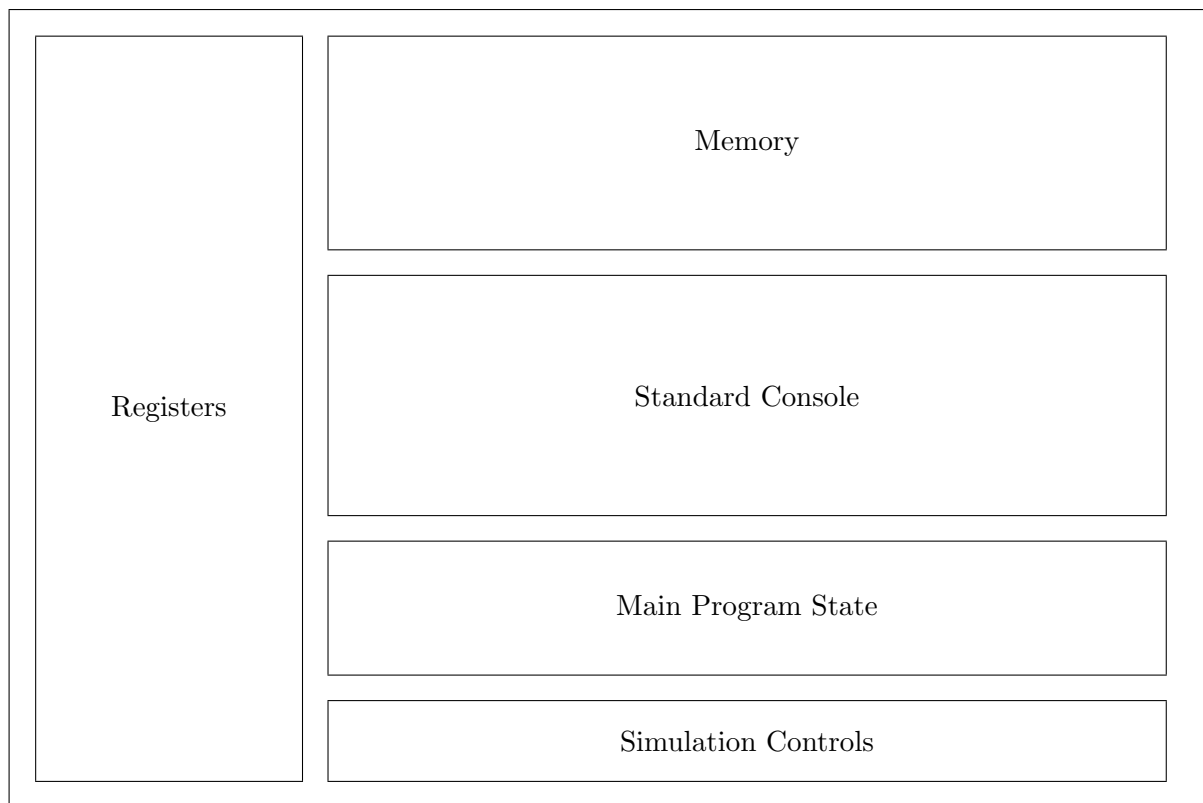 Registers
Memory
Standard Console
Main Program State
Simulation Controls